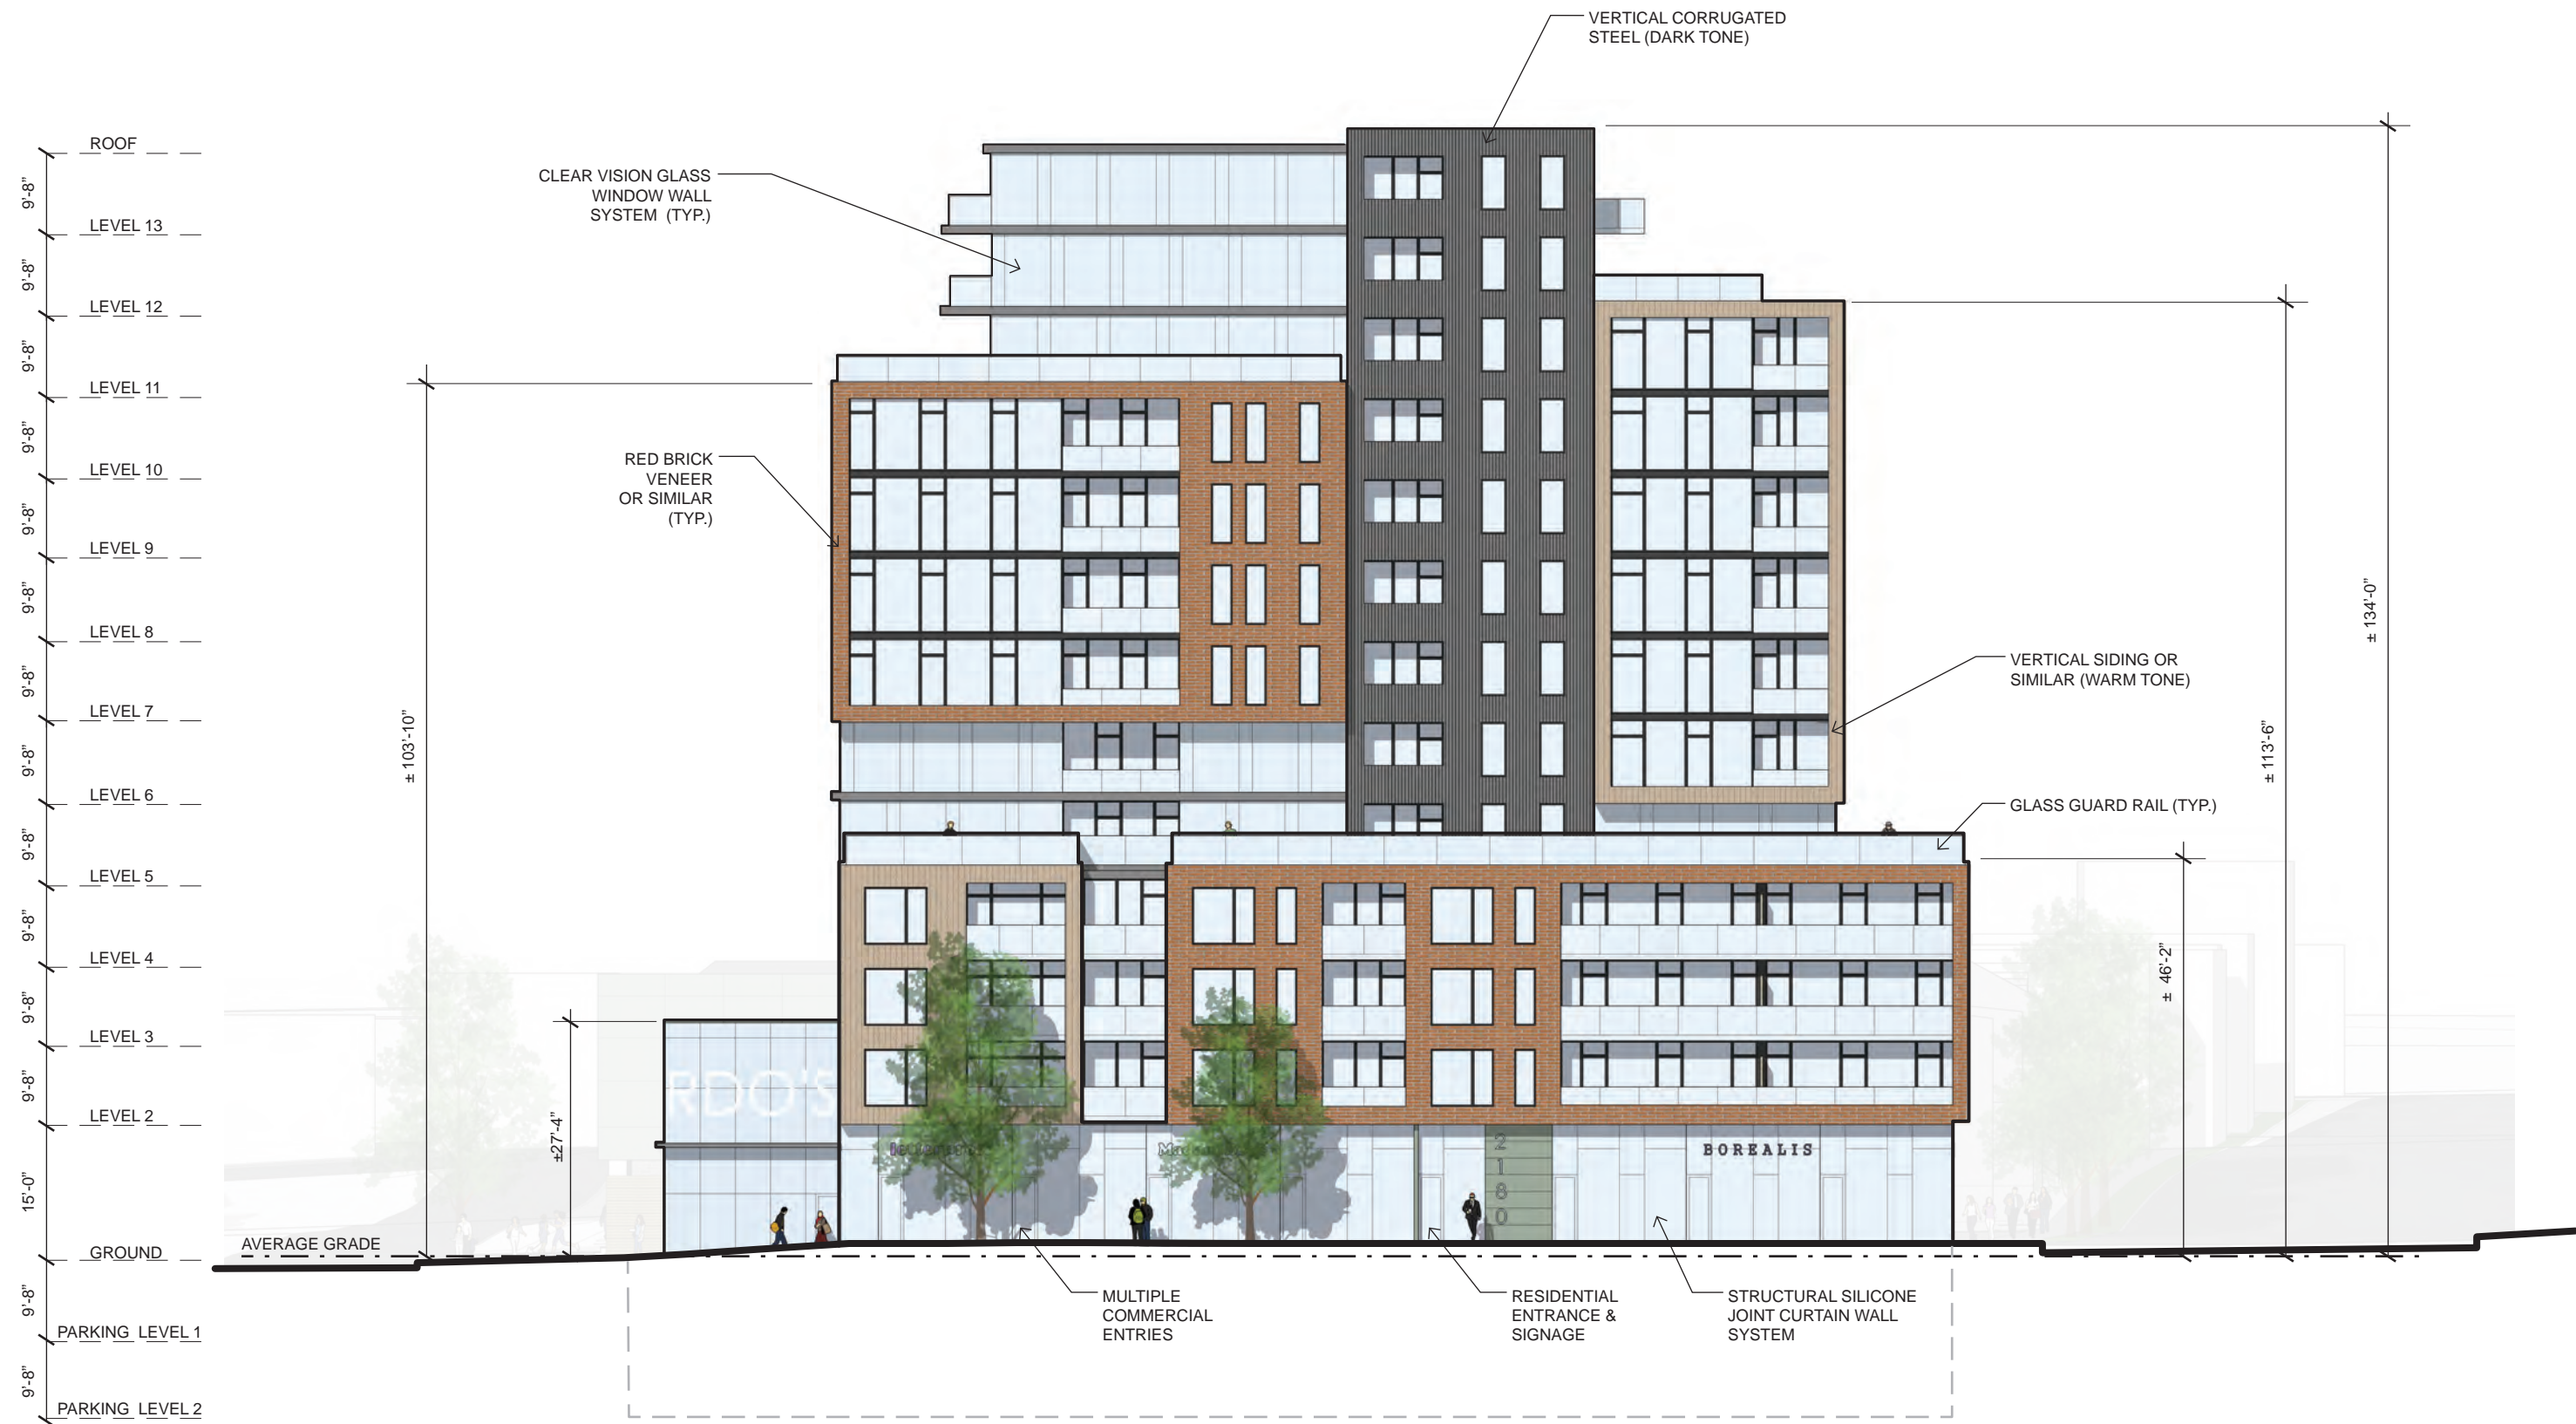 VERTICAL CORRUGATED
STEEL (DARK TONE)
ROOF
9'-8"
CLEAR VISION GLASS
WINDOW WALL
SYSTEM (TYP.)
LEVEL 13
9'-8"
LEVEL 12
9'-8"
LEVEL 11
9'-8"
RED BRICK
VENEER
OR SIMILAR
(TYP.)
LEVEL 10
9'-8"
LEVEL 9
9'-8"
± 134'-0"
LEVEL 8
9'-8"
VERTICAL SIDING OR
SIMILAR (WARM TONE)
LEVEL 7
± 103'-10"
± 113'-6"
9'-8"
LEVEL 6
GLASS GUARD RAIL (TYP.)
9'-8"
LEVEL 5
9'-8"
LEVEL 4
± 46'-2"
9'-8"
LEVEL 3
9'-8"
RDO'S
LEVEL 2
±27'-4"
BOREALIS
2
1
8
0
15'-0"
GROUND
AVERAGE GRADE
9'-8"
MULTIPLE
COMMERCIAL
ENTRIES
RESIDENTIAL
ENTRANCE &
SIGNAGE
STRUCTURAL SILICONE
JOINT CURTAIN WALL
SYSTEM
PARKING LEVEL 1
9'-8"
PARKING LEVEL 2